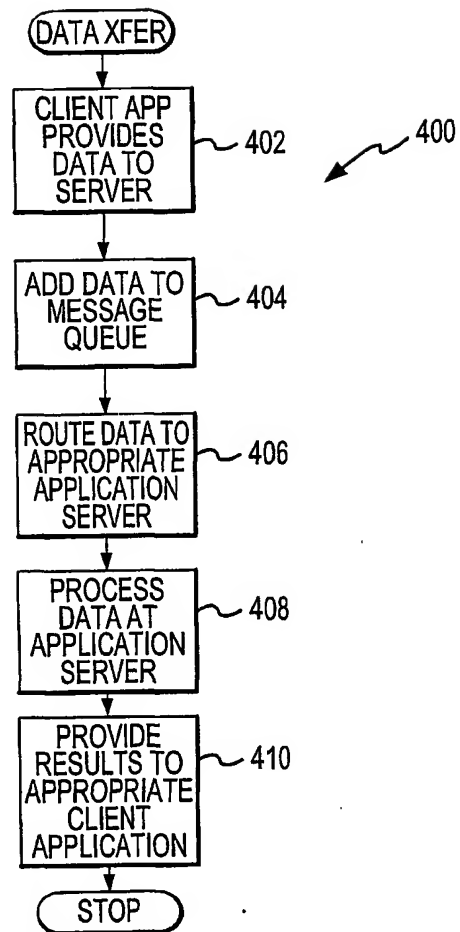 DATA XFER
CLIENT APP
PROVIDES
DATA TO
SERVER
402
400
ADD DATA TO
MESSAGE
QUEUE
404
ROUTE DATA TO
APPROPRIATE
APPLICATION
SERVER
406
PROCESS
DATA AT
APPLICATION
SERVER
408
PROVIDE
RESULTS TO
APPROPRIATE
CLIENT
APPLICATION
410
STOP